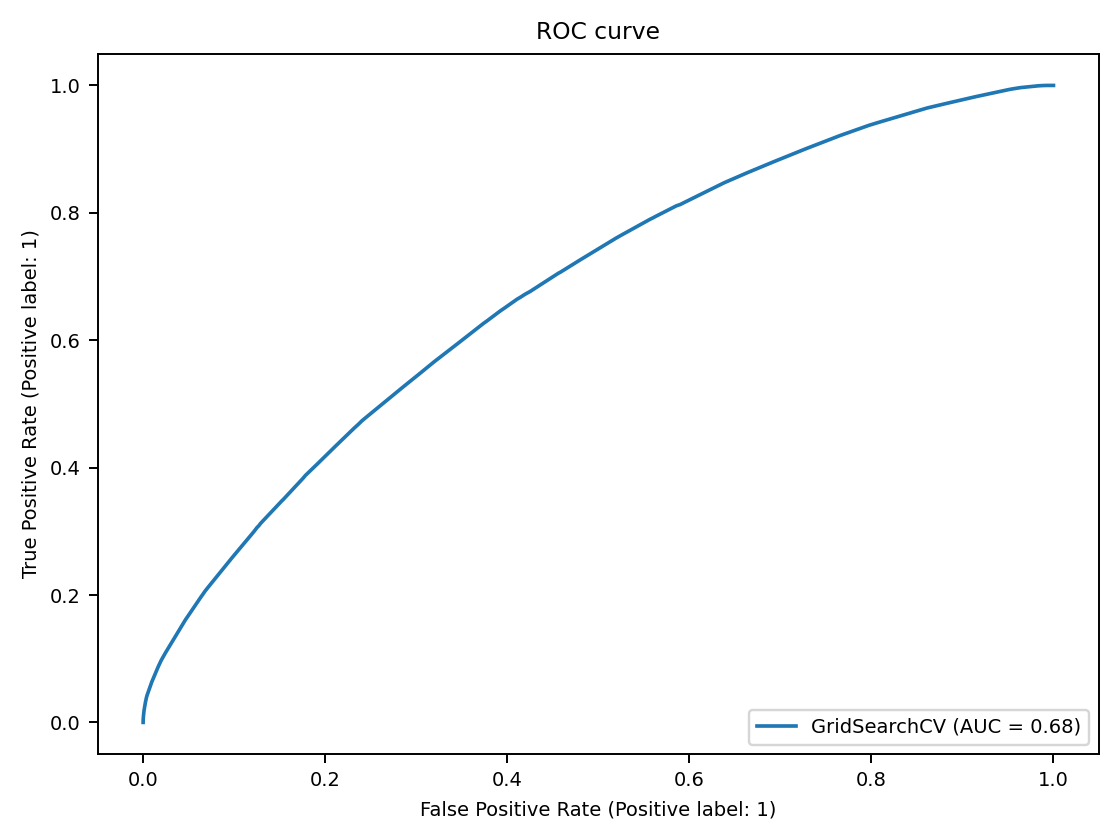 ROC curve
True Positive Rate (Positive label: 1)
1.0
0.8
0.6
0.4
0.2
0.0
GridSearchCV (AUC = 0.68)
0.0 0.2 0.4 0.6 0.8 1.0
False Positive Rate (Positive label: 1)